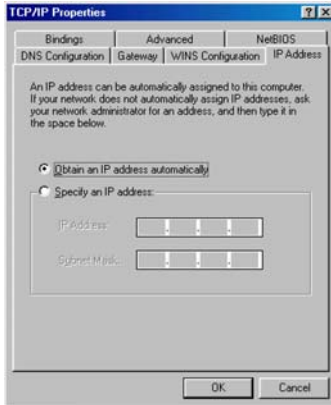 TCP/IP Properties
Bindings Advanced NetBIOS
DNS Configuration Gateway WINS Configuration IP Address
An IP address can be automatically assigned to this computer.
If your network does not automatically assign IP addresses, ask
your network administrator for an address, and then type it in
the space below.
Obtain an IP address automatically
Specify an IP address:
IP Address:
Subnet Mask:
OK Cancel